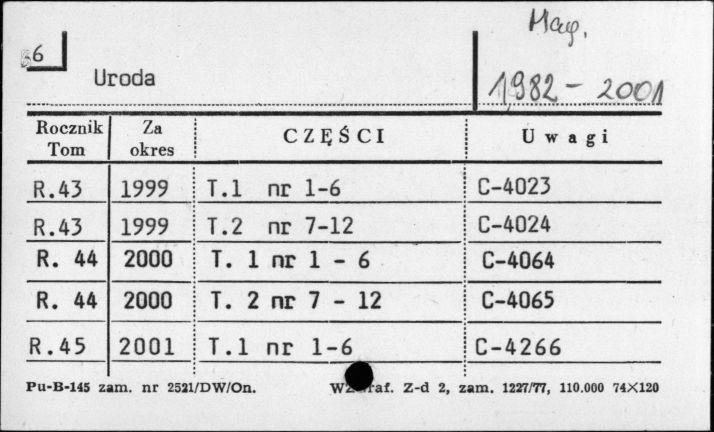 Mag.
6
Uroda
1982 - 2001
Rocznik Tom Za okres CZĘŚCI Uwagi
R.43 1999 T.1 nr 1-6 C-4023
R.43 1999 T.2 nr 7-12 C-4024
R. 44 2000 T. 1 nr 1 - 6 C-4064
R. 44 2000 T. 2 nr 7 - 12 C-4065
R.45 2001 T.1 nr 1-6 C-4266
Pu-B-145 zam. nr 2521/DW/On. Z-d 2, zam. 1227/77, 110.000 74×120